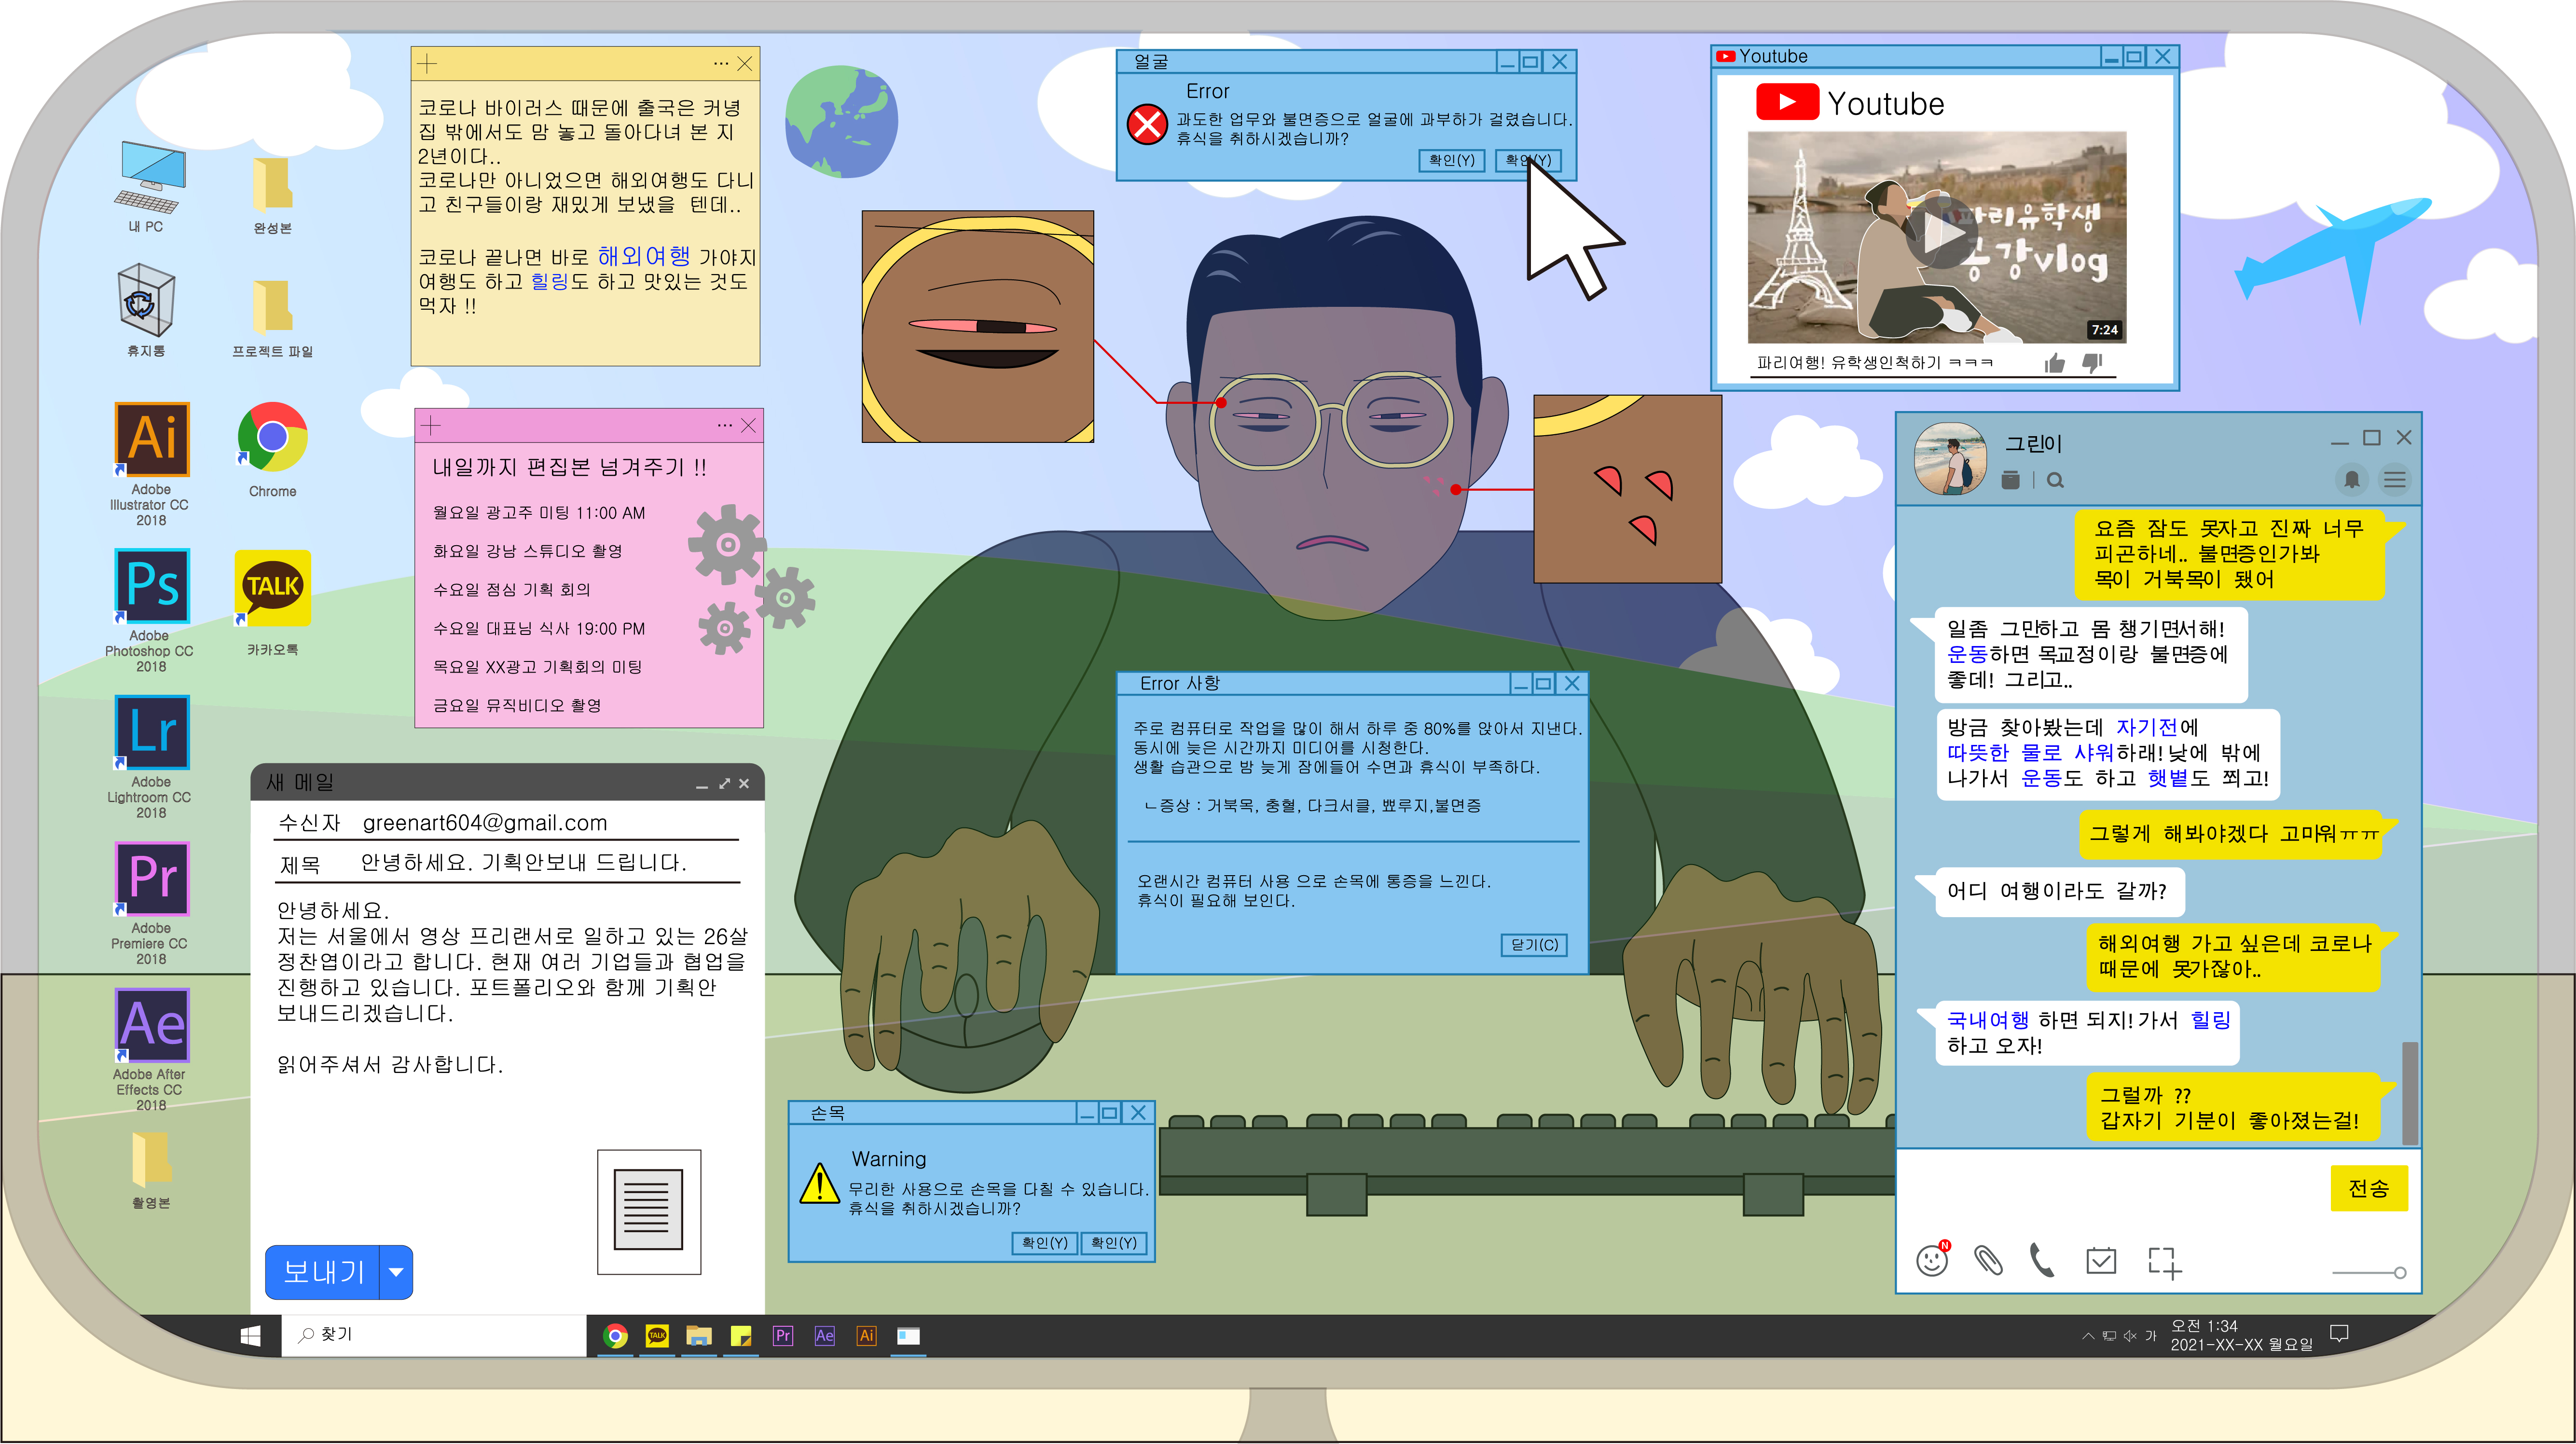 내 PC
완성본
휴지통
프로젝트 파일
Ai
Adobe
Illustrator CC
2018
Chrome
Ps
Adobe
Photoshop CC
2018
TALK
카카오톡
Lr
Adobe
Lightroom CC
2018
Pr
Adobe
Premiere CC
2018
Ae
Adobe After
Effects CC
2018
촬영본
코로나 바이러스 때문에 출국은 커녕
집 밖에서도 맘 놓고 돌아다녀 본 지
2년이다..
코로나만 아니었으면 해외여행도 다니
고 친구들이랑 재밌게 보냈을 텐데..
코로나 끝나면 바로 해외여행 가야지
여행도 하고 힐링도 하고 맛있는 것도
먹자 !!
내일까지 편집본 넘겨주기 !!
월요일 광고주 미팅 11:00 AM
화요일 강남 스튜디오 촬영
수요일 점심 기획 회의
수요일 대표님 식사 19:00 PM
목요일 XX광고 기획회의 미팅
금요일 뮤직비디오 촬영
새 메일
수신자 greenart604@gmail.com
제목 안녕하세요. 기획안보내 드립니다.
안녕하세요.
저는 서울에서 영상 프리랜서로 일하고 있는 26살
정찬엽이라고 합니다. 현재 여러 기업들과 협업을
진행하고 있습니다. 포트폴리오와 함께 기획안
보내드리겠습니다.
읽어주셔서 감사합니다.
보내기
얼굴
Error
과도한 업무와 불면증으로 얼굴에 과부하가 걸렸습니다.
휴식을 취하시겠습니까?
확인(Y) 확인(Y)
Error 사항
주로 컴퓨터로 작업을 많이 해서 하루 중 80%를 앉아서 지낸다.
동시에 늦은 시간까지 미디어를 시청한다.
생활 습관으로 밤 늦게 잠에들어 수면과 휴식이 부족하다.
ㄴ증상 : 거북목, 충혈, 다크서클, 뾰루지,불면증
오랜시간 컴퓨터 사용 으로 손목에 통증을 느낀다.
휴식이 필요해 보인다.
닫기(C)
손목
Warning
무리한 사용으로 손목을 다칠 수 있습니다.
휴식을 취하시겠습니까?
확인(Y) 확인(Y)
Youtube
Youtube
파리유학생
공강vlog
7:24
파리여행! 유학생인척하기 ㅋㅋㅋ
그린이
요즘 잠도 못자고 진짜 너무
피곤하네.. 불면증인가봐
목이 거북목이 됐어
일좀 그만하고 몸 챙기면서해!
운동하면 목교정이랑 불면증에
좋데! 그리고..
방금 찾아봤는데 자기전에
따뜻한 물로 샤워하래! 낮에 밖에
나가서 운동도 하고 햇볕도 쬐고!
그렇게 해봐야겠다 고마워ㅠㅠ
어디 여행이라도 갈까?
해외여행 가고 싶은데 코로나
때문에 못가잖아..
국내여행 하면 되지! 가서 힐링
하고 오자!
그럴까 ??
갑자기 기분이 좋아졌는걸!
전송
N
찾기
TALK
Pr
Ae
Ai
가
오전 1:34
2021-XX-XX 월요일